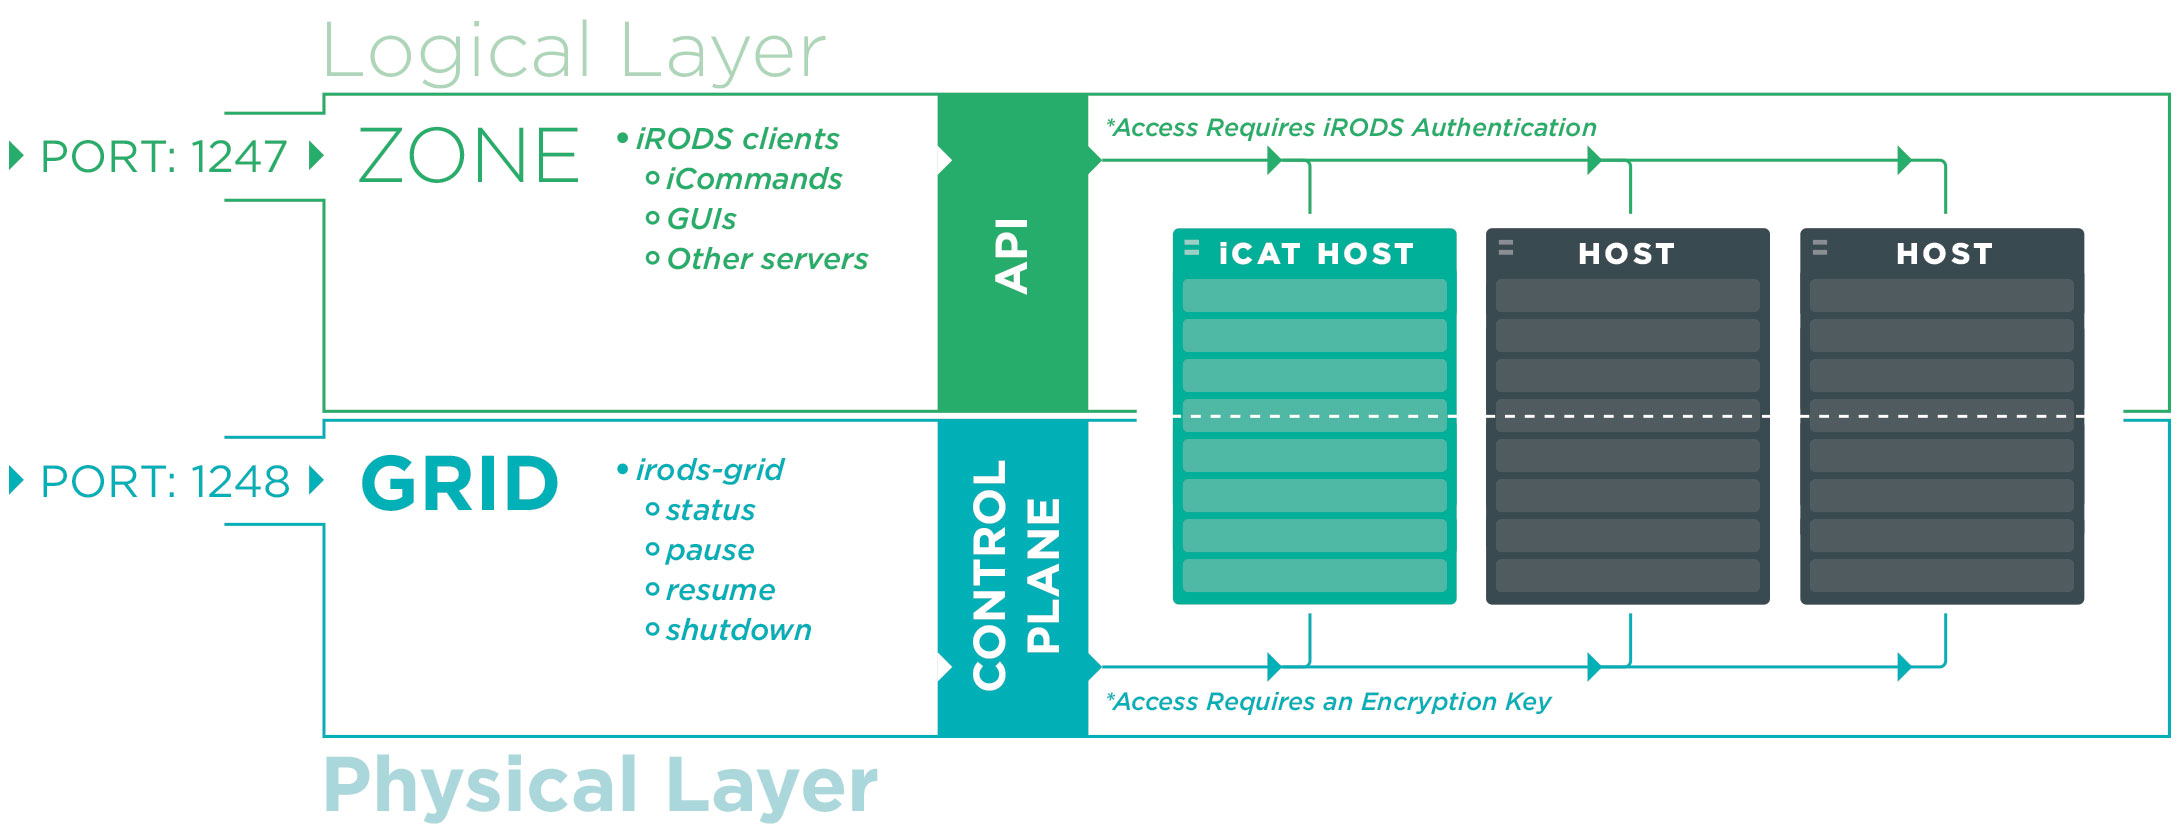 Logical Layer
PORT: 1247
ZONE
• iRODS clients
iCommands
GUIs
Other servers
API
*Access Requires iRODS Authentication
iCAT HOST
HOST
HOST
PORT: 1248
GRID
• irods-grid
status
pause
resume
shutdown
CONTROL
PLANE
*Access Requires an Encryption Key
Physical Layer